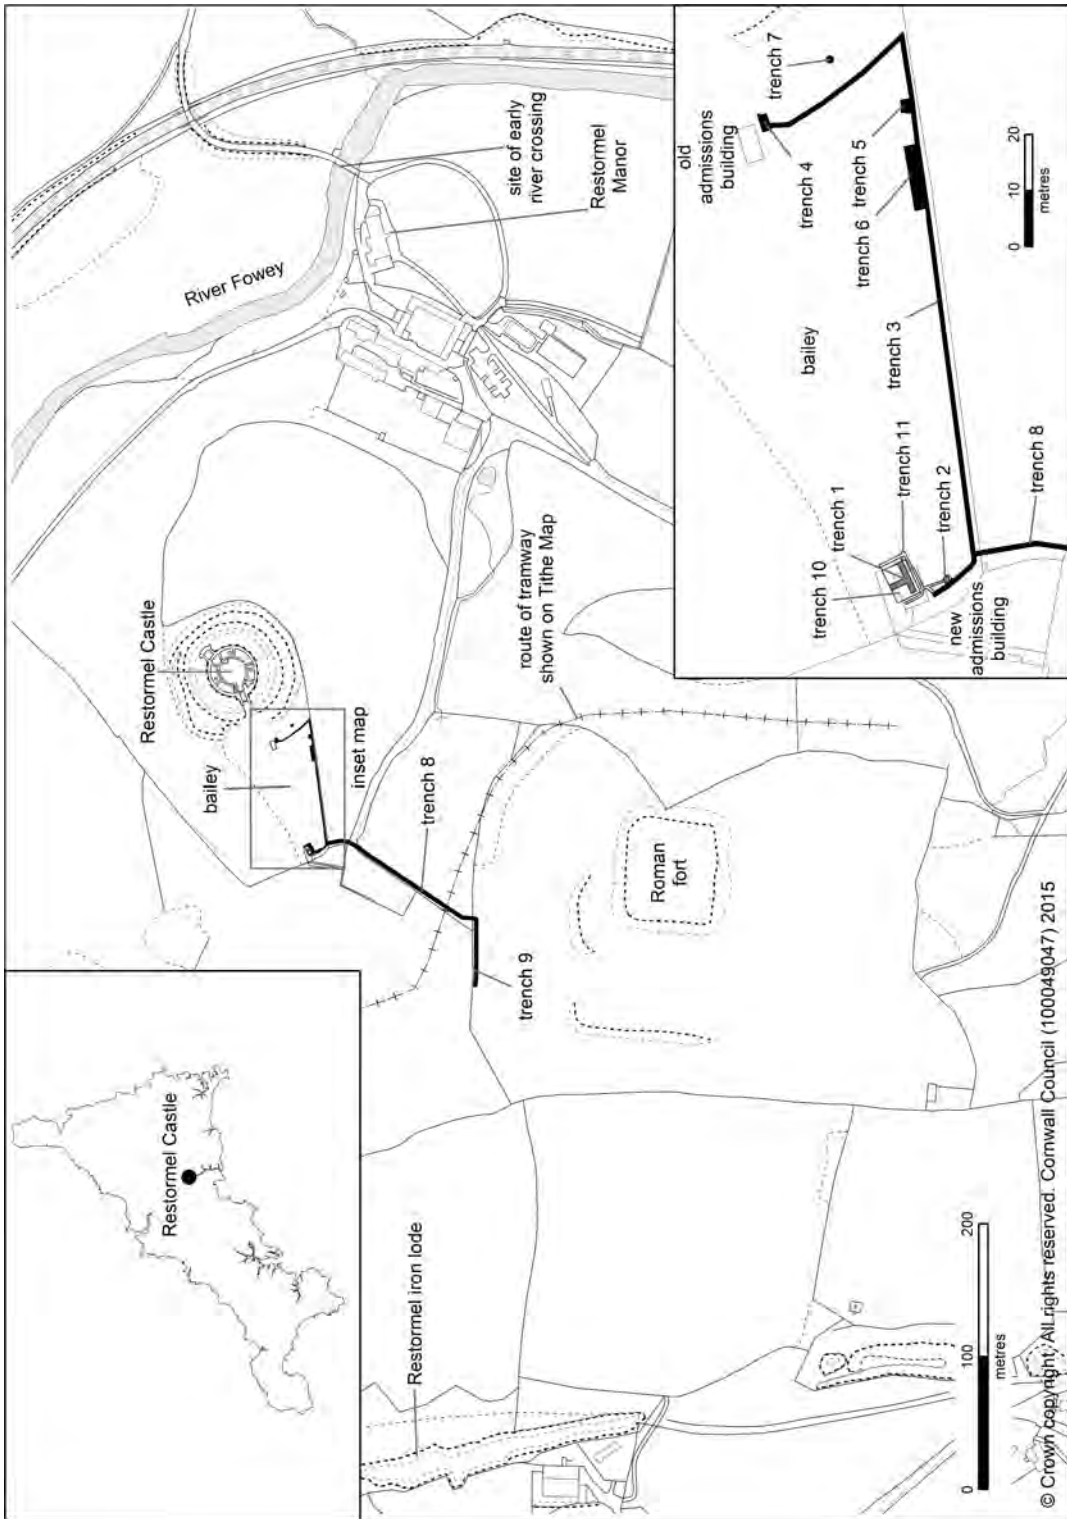 Restormel Castle
Restormel iron lode
Restormel Castle
bailey
inset map
trench 8
trench 9
route of tramway
shown on Tithe Map
Roman
fort
River Fowey
site of early
river crossing
Restormel
Manor
old
admissions
building
trench 7
trench 4
trench 5
trench 6
trench 3
bailey
trench 11
trench 1
trench 10
trench 2
new
admissions
building
trench 8
0
10
20
metres
0
100
200
metres
© Crown copyright. All rights reserved. Cornwall Council (100049047) 2015